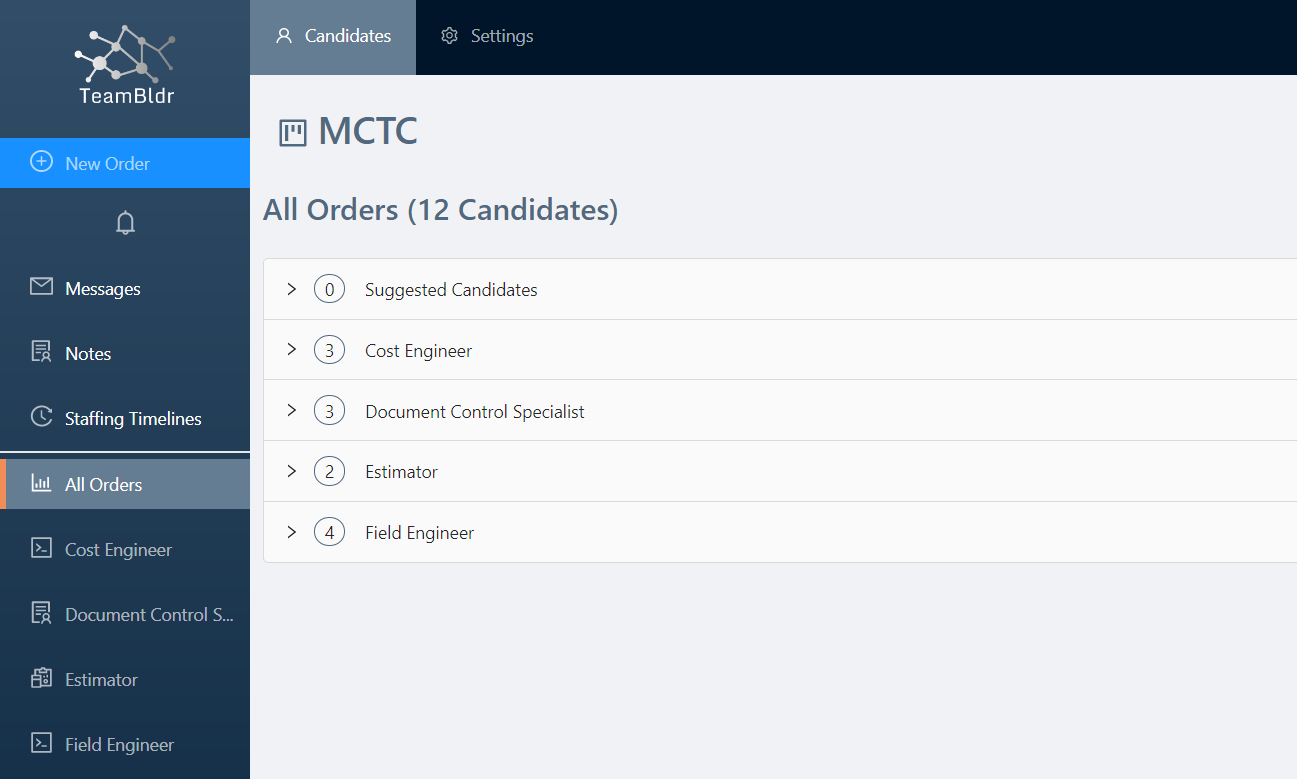 TeamBldr
New Order
Messages
Notes
Staffing Timelines
All Orders
Cost Engineer
Document Control S...
Estimator
Field Engineer
Candidates
Settings
MCTC
All Orders (12 Candidates)
0 Suggested Candidates
3 Cost Engineer
3 Document Control Specialist
2 Estimator
4 Field Engineer